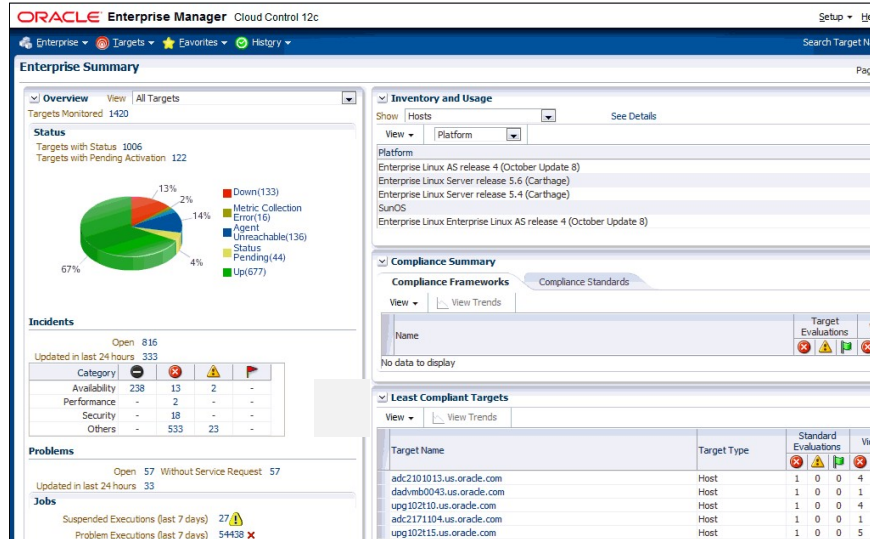 ORACLE Enterprise Manager Cloud Control 12c
Setup
Enterprise Targets Favorites History
Search Target
Enterprise Summary
Overview View All Targets
Targets Monitored 1420
Status
Targets with Status 1006
Targets with Pending Activation 122
13%
2%
14%
4%
67%
Down(133)
Metric Collection
Error(16)
Agent
Unreachable(136)
Status
Pending(44)
Up(677)
Incidents
Open 816
Updated in last 24 hours 333
Category
Availability 238 13 2 -
Performance - 2 - -
Security - 18 - -
Others - 533 23 -
Problems
Open 57 Without Service Request 57
Updated in last 24 hours 33
Jobs
Suspended Executions (last 7 days) 27
Problem Executions (last 7 days) 54438
Inventory and Usage
Show Hosts See Details
View Platform
Platform
Enterprise Linux AS release 4 (October Update 8)
Enterprise Linux Server release 5.6 (Carthage)
Enterprise Linux Server release 5.4 (Carthage)
SunOS
Enterprise Linux Enterprise Linux AS release 4 (October Update 8)
Compliance Summary
Compliance Frameworks Compliance Standards
View View Trends
Name Target
Evaluations
No data to display
Least Compliant Targets
View View Trends
Target Name Target Type Standard
Evaluations
adc2101013.us.oracle.com Host 1 0 0 4
dadvmb0043.us.oracle.com Host 1 0 0 1
upg102t10.us.oracle.com Host 1 0 0 4
adc2171104.us.oracle.com Host 1 0 0 1
upg102t15.us.oracle.com Host 1 0 0 5